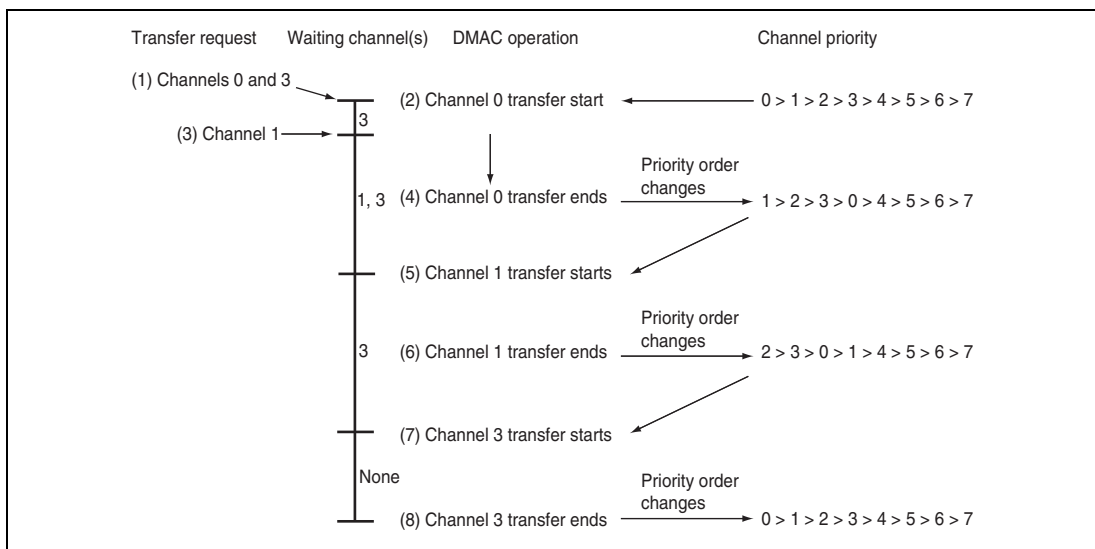 Transfer request Waiting channel(s) DMAC operation Channel priority
(1) Channels 0 and 3
(2) Channel 0 transfer start 0 > 1 > 2 > 3 > 4 > 5 > 6 > 7
3
(3) Channel 1
Priority order
changes
1, 3 (4) Channel 0 transfer ends 1 > 2 > 3 > 0 > 4 > 5 > 6 > 7
(5) Channel 1 transfer starts
Priority order
changes
3 (6) Channel 1 transfer ends 2 > 3 > 0 > 1 > 4 > 5 > 6 > 7
(7) Channel 3 transfer starts
None
Priority order
changes
(8) Channel 3 transfer ends 0 > 1 > 2 > 3 > 4 > 5 > 6 > 7